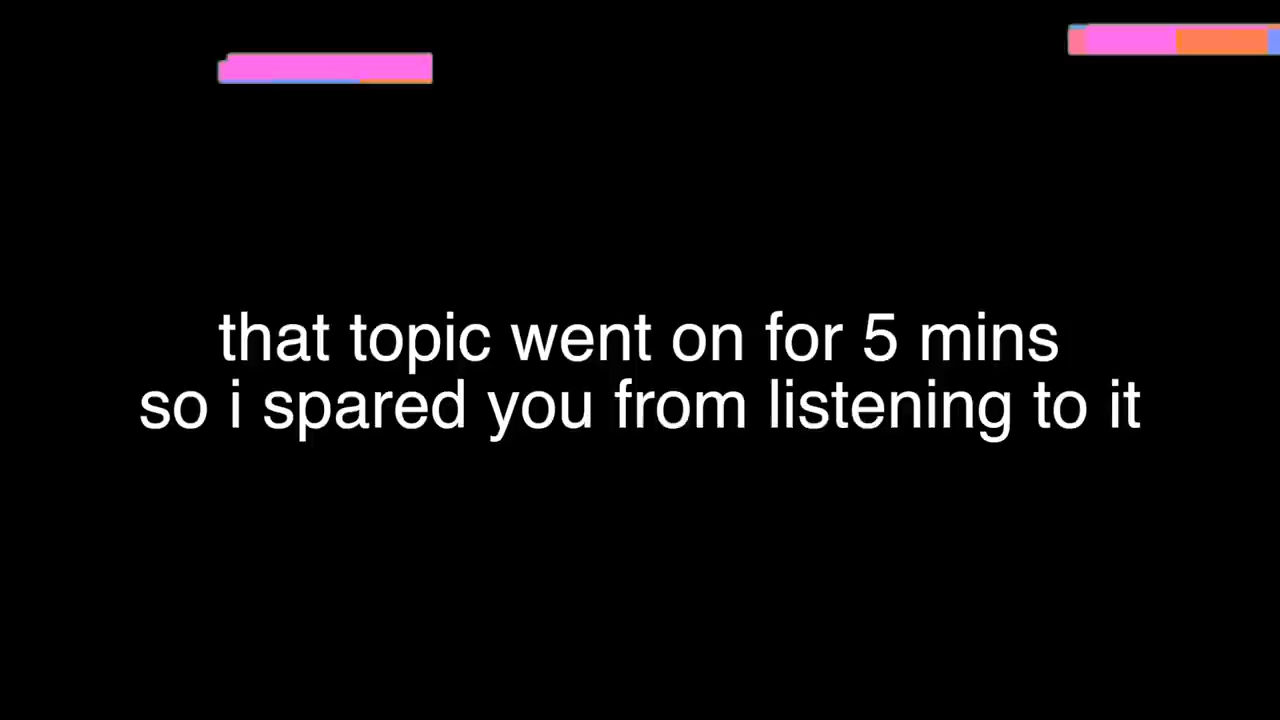 that topic went on for 5 mins
so i spared you from listening to it